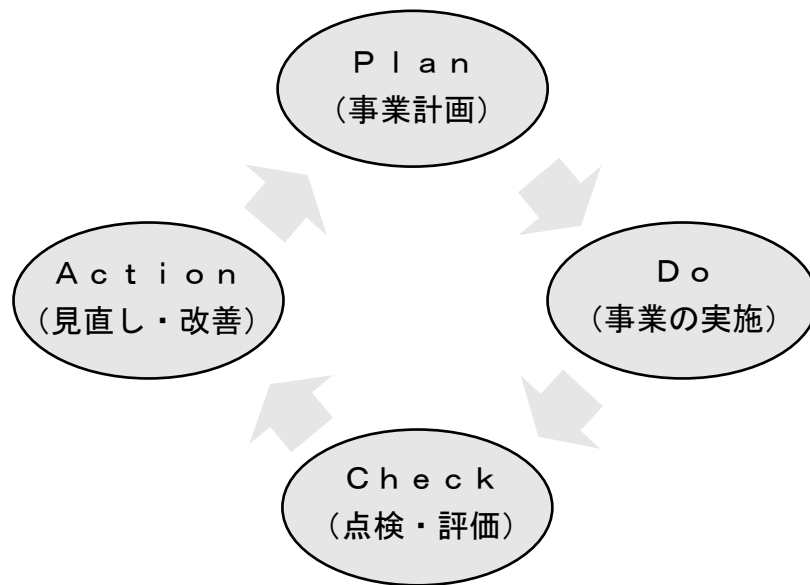 Ｐｌａｎ
（事業計画）
Ｄｏ
（事業の実施）
Ａｃｔｉｏｎ
（見直し・改善）
Ｃｈｅｃｋ
（点検・評価）